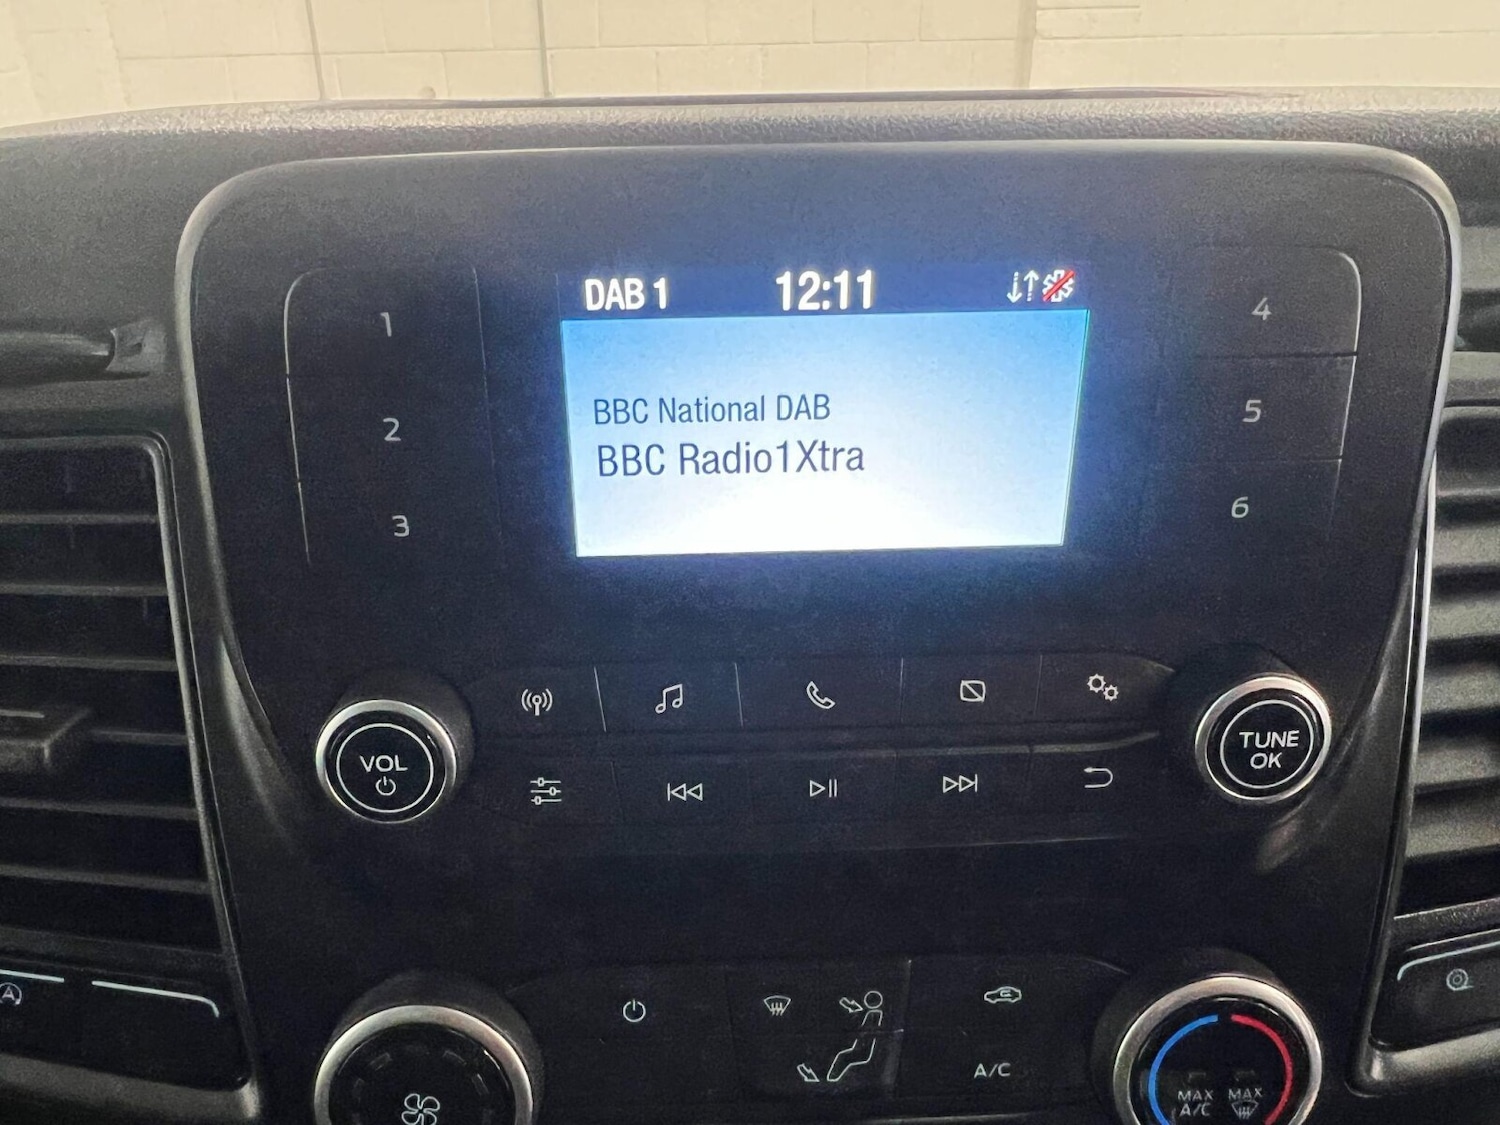 DAB 1 12:11
BBC National DAB
BBC Radio1Xtra
1
2
3
4
5
6
VOL
TUNE
OK
A
A/C
MAX MAX
A/C